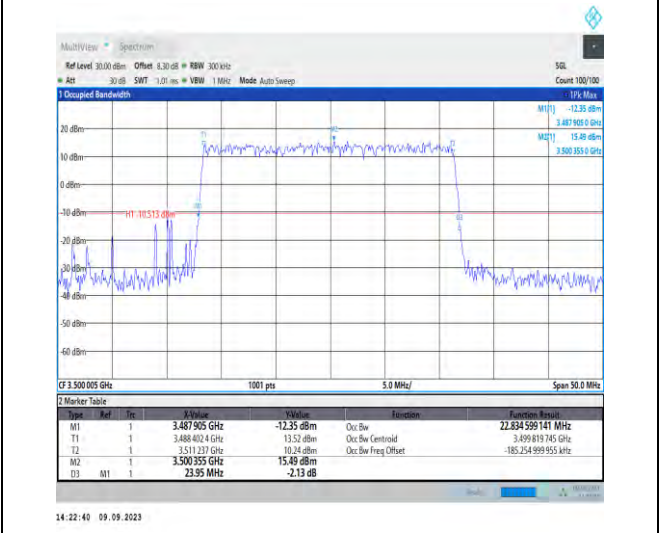 MultiView Spectrum
Ref Level 30.00 dBm Offset 8.30 dB RBW 300 kHz SGL
Att 30 dB SWT 1.01 ms VBW 1 MHz Mode Auto Sweep Count 100/100
1 Occupied Bandwidth 1Pk Max
M1[1] -12.35 dBm
3.487 905 0 GHz
M2[1] 15.49 dBm
3.500 355 0 GHz
T1
M2
T2
20 dBm
10 dBm
0 dBm
M1
-10 dBm
H1 -10.513 dBm
D3
-20 dBm
-30 dBm
-40 dBm
-50 dBm
-60 dBm
CF 3.500 005 GHz 1001 pts 5.0 MHz/ Span 50.0 MHz
2 Marker Table
Type Ref Trc X-Value Y-Value Function Function Result
M1 1 3.487 905 GHz -12.35 dBm Occ Bw 22.834 599 141 MHz
T1 1 3.488 402 4 GHz 13.52 dBm Occ Bw Centroid 3.499 819 745 GHz
T2 1 3.511 237 GHz 10.24 dBm Occ Bw Freq Offset -185.254 999 955 kHz
M2 1 3.500 355 GHz 15.49 dBm
D3 M1 1 23.95 MHz -2.13 dB
14:22:40 09.09.2023